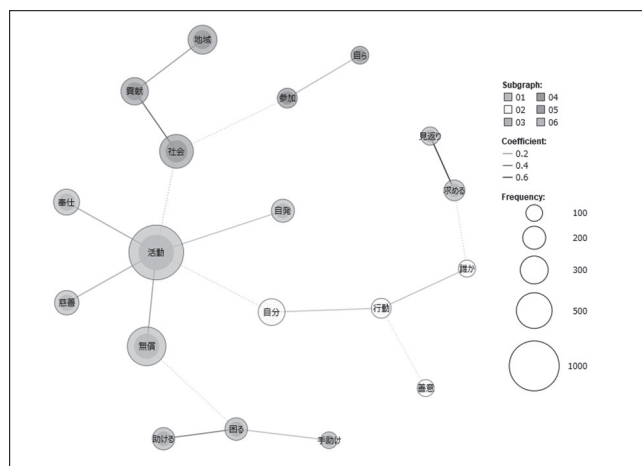 地域
自ら
貢献
参加
Subgraph:
01 04
02 05
03 06
見返り
社会
Coefficient:
0.2
0.4
0.6
求める
奉仕
自発
Frequency:
100
200
300
500
1000
活動
誰か
慈善
自分
行動
無償
善意
助ける
困る
手助け